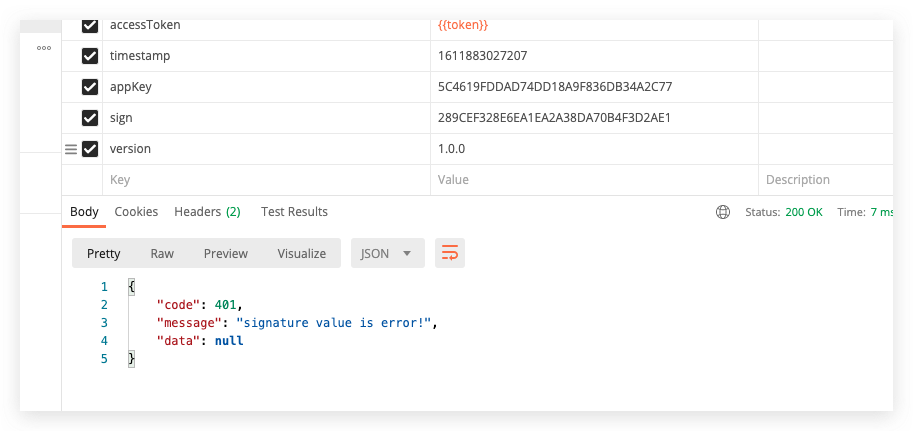 accessToken {{token}}
timestamp 1611883027207
appKey 5C4619FDDAD74DD18A9F836DB34A2C77
sign 289CEF328E6EA1EA2A38DA70B4F3D2AE1
version 1.0.0
Key Value Description
Body Cookies Headers (2) Test Results Status: 200 OK Time: 7 ms
Pretty Raw Preview Visualize JSON
1 {
2 "code": 401,
3 "message": "signature value is error!",
4 "data": null
5 }